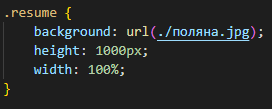 .resume {
    background: url(./поляна.jpg);
    height: 1000px;
    width: 100%;
}